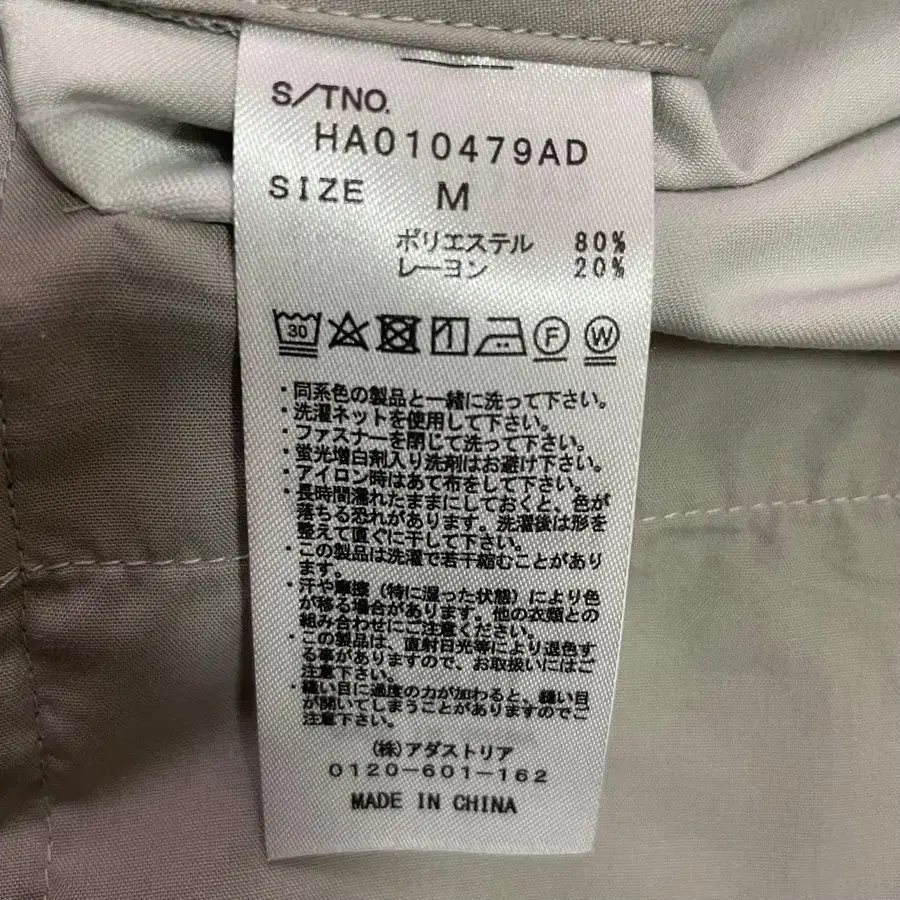 S/TNO.
HA010479AD
SIZE M
ポリエステル 80%
レーヨン 20%
30 F W
・同系色の製品と一緒に洗って下さい。
・洗濯ネットを使用して下さい。
・ファスナーを閉じて洗って下さい。
・蛍光増白剤入り洗剤はお避け下さい。
・アイロン時はあて布をして下さい。
・長時間濡れたままにしておくと、色が
落ちる恐れがあります。洗濯後は形を
整えて直ぐに干して下さい。
・この製品は洗濯で若干縮むことがあり
ます。
・汗や摩擦（特に湿った状態）により色
が移る場合があります。他の衣類との
組み合わせにご注意ください。
・この製品は、直射日光等により退色す
る事がありますので、お取扱いにはご
注意下さい。
・縫い目に過度の力が加わると、縫い目
が開いてしまうことがありますのでご
注意下さい。
（株）アダストリア
0120-601-162
MADE IN CHINA